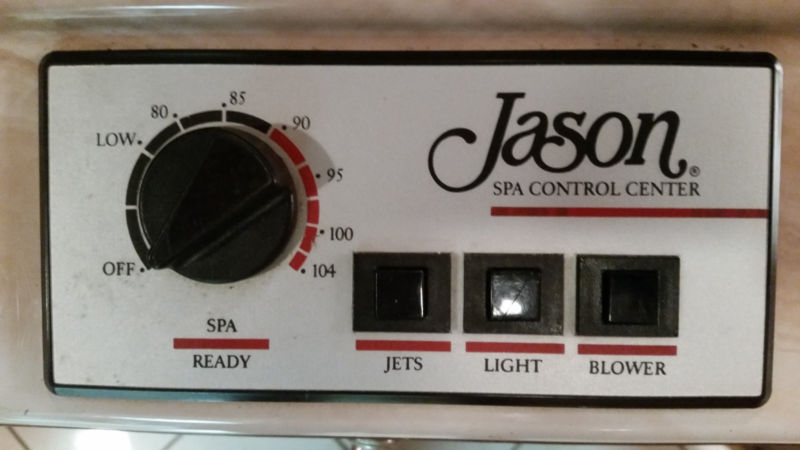 Jason®
SPA CONTROL CENTER
85
80
90
LOW
95
100
OFF
104
SPA
READY
JETS
LIGHT
BLOWER